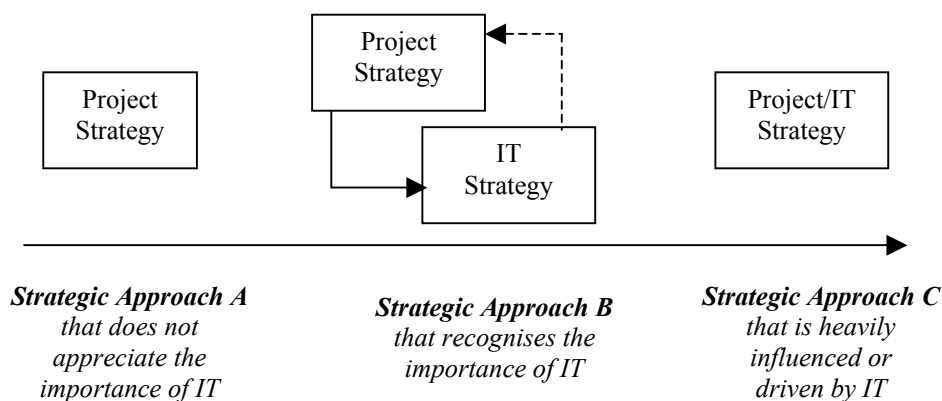 Project
Strategy
Project
Strategy
IT
Strategy
Project/IT
Strategy
Strategic Approach A
that does not
appreciate the
importance of IT
Strategic Approach B
that recognises the
importance of IT
Strategic Approach C
that is heavily
influenced or
driven by IT